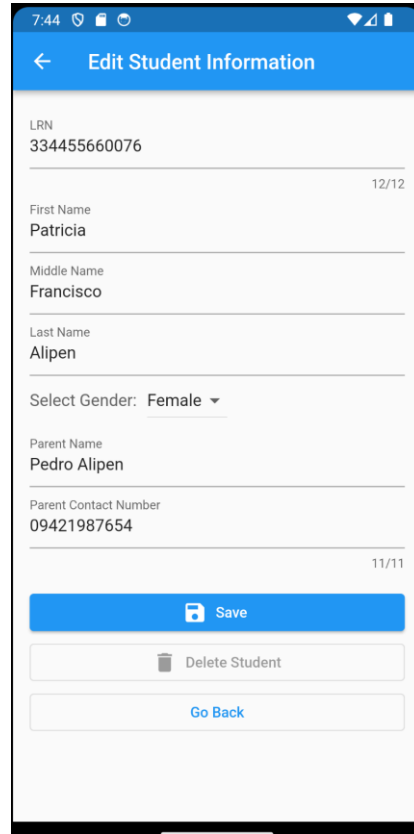 7:44
Edit Student Information
LRN
334455660076
12/12
First Name
Patricia
Middle Name
Francisco
Last Name
Alipen
Select Gender: Female
Parent Name
Pedro Alipen
Parent Contact Number
09421987654
11/11
Save
Delete Student
Go Back